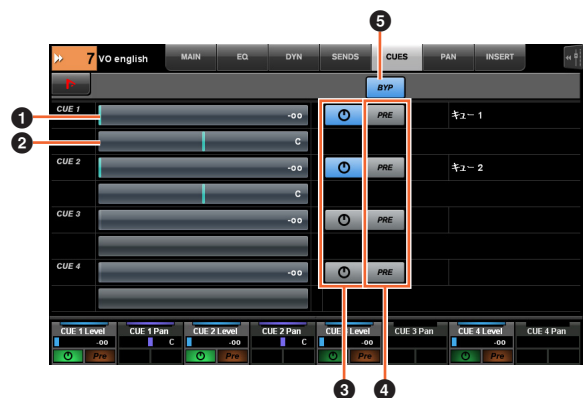 5
7 VO english MAIN EQ DYN SENDS CUES PAN INSERT
BYP
CUE 1 -oo PRE キュー 1
1
2 C
CUE 2 -oo PRE キュー 2
C
CUE 3 -oo PRE
CUE 4 -oo PRE
CUE 1 Level CUE 1 Pan CUE 2 Level CUE 2 Pan CUE 3 Level CUE 3 Pan CUE 4 Level CUE 4 Pan
-oo C -oo C -oo -oo
Pre Pre Pre Pre
3 4